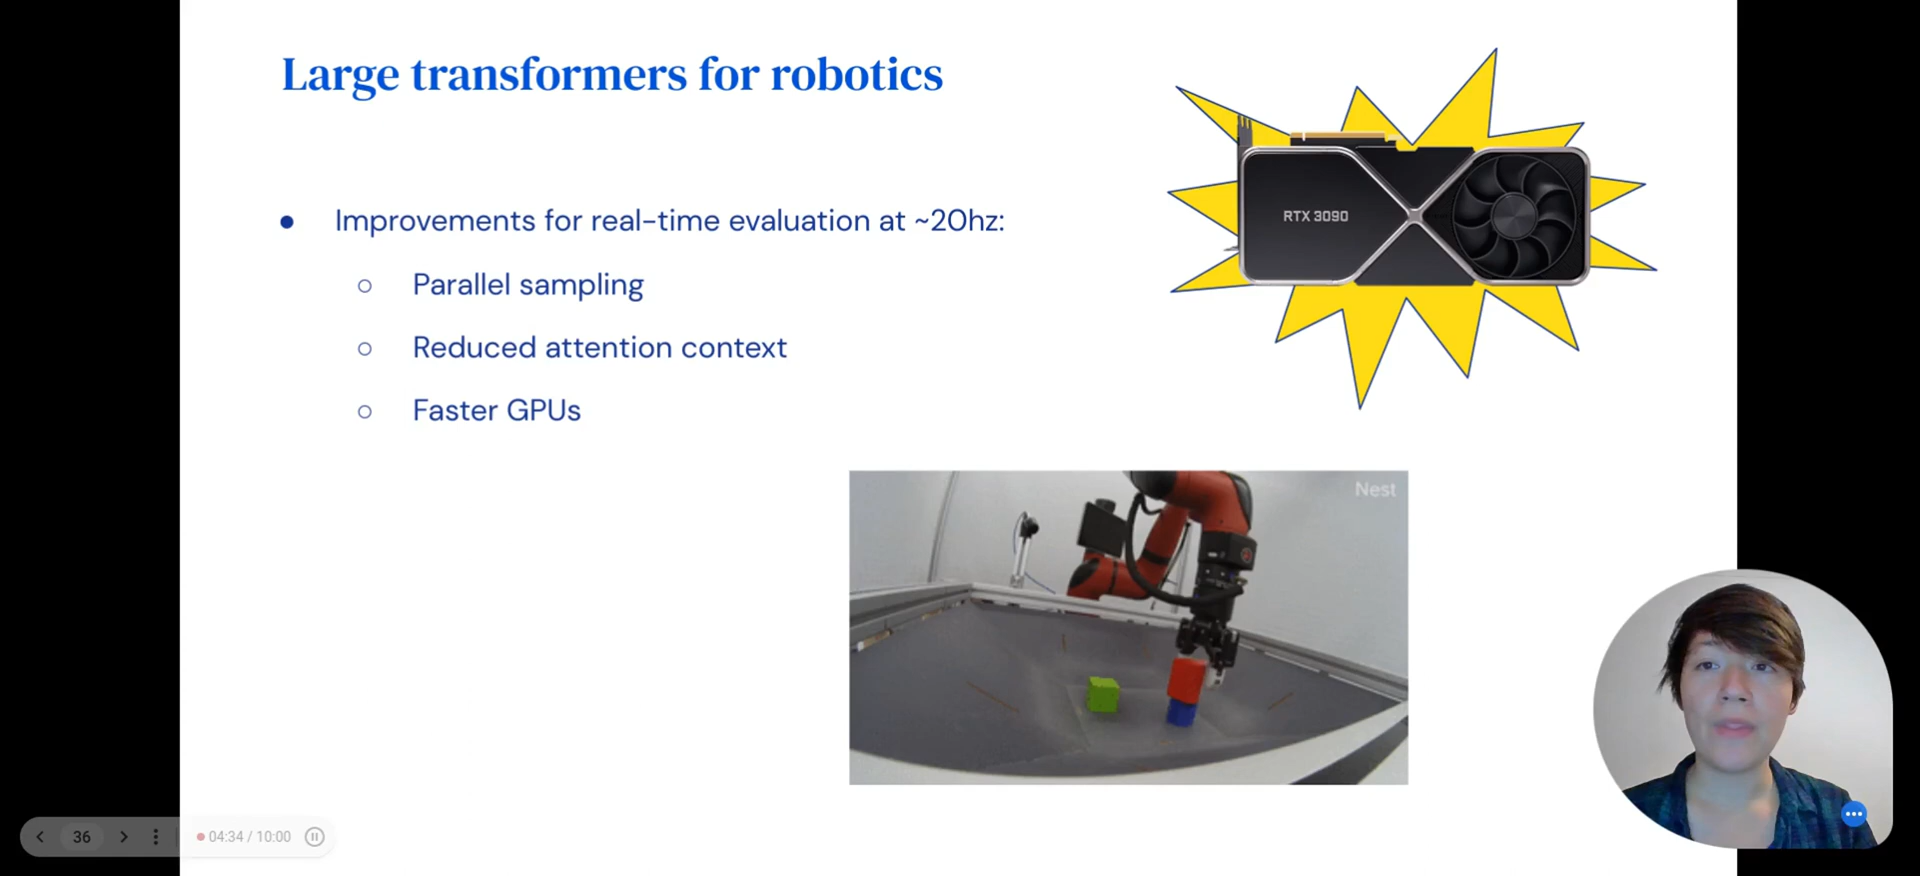 Large transformers for robotics
RTX 3090
● Improvements for real-time evaluation at ~20hz:
○ Parallel sampling
○ Reduced attention context
○ Faster GPUs
Nest
36
04:34 / 10:00